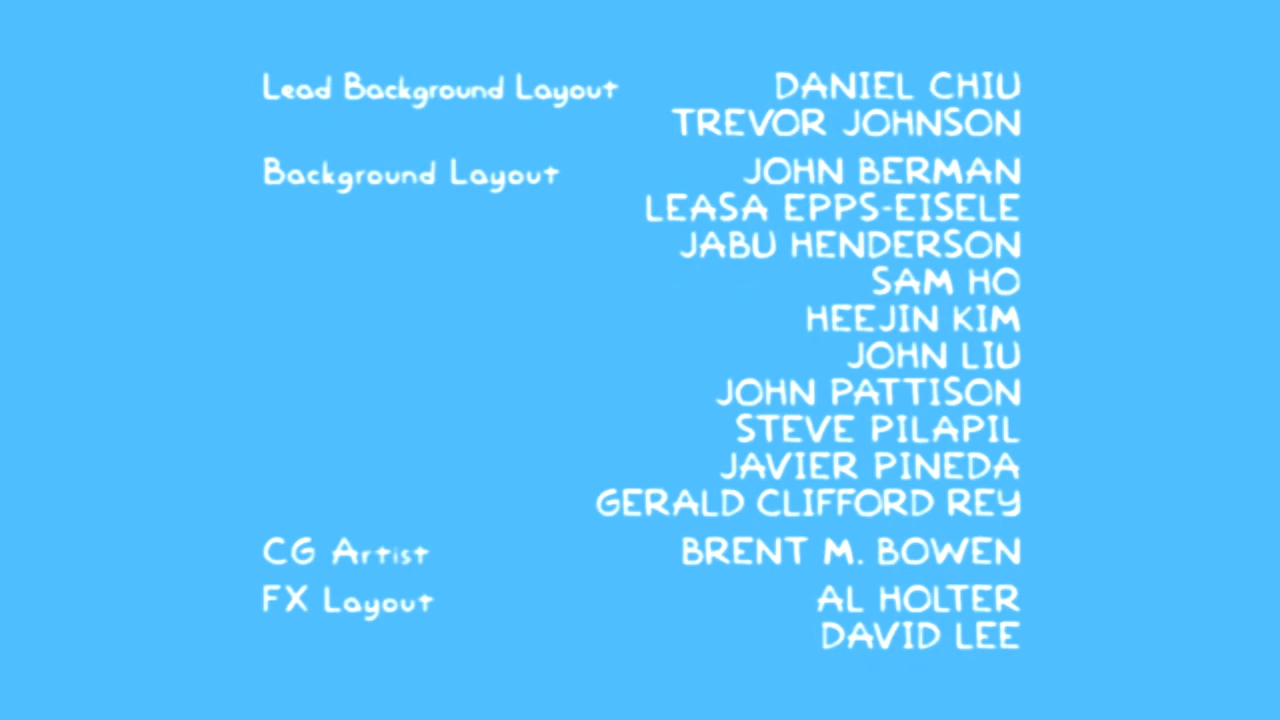 Lead Background Layout DANIEL CHIU
TREVOR JOHNSON
Background Layout JOHN BERMAN
LEASA EPPS-EISELE
JABU HENDERSON
SAM HO
HEEJIN KIM
JOHN LIU
JOHN PATTISON
STEVE PILAPIL
JAVIER PINEDA
GERALD CLIFFORD REY
CG Artist BRENT M. BOWEN
FX Layout AL HOLTER
DAVID LEE